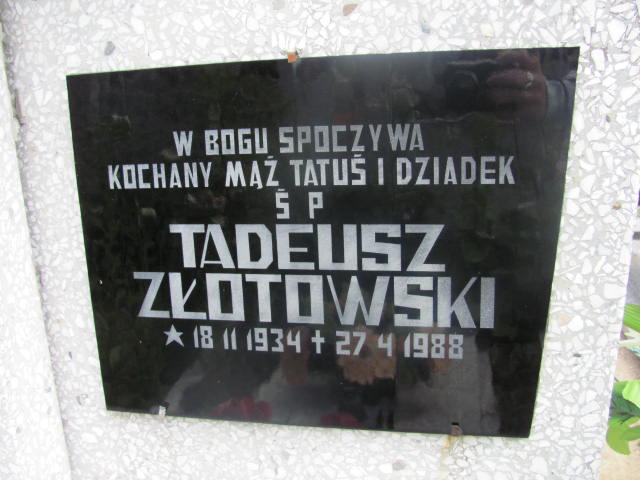 W BOGU SPOCZYWA
KOCHANY MĄŻ TATUŚ I DZIADEK
Ś P
TADEUSZ
ZŁOTOWSKI
★ 18 11 1934 ✝ 27 4 1988